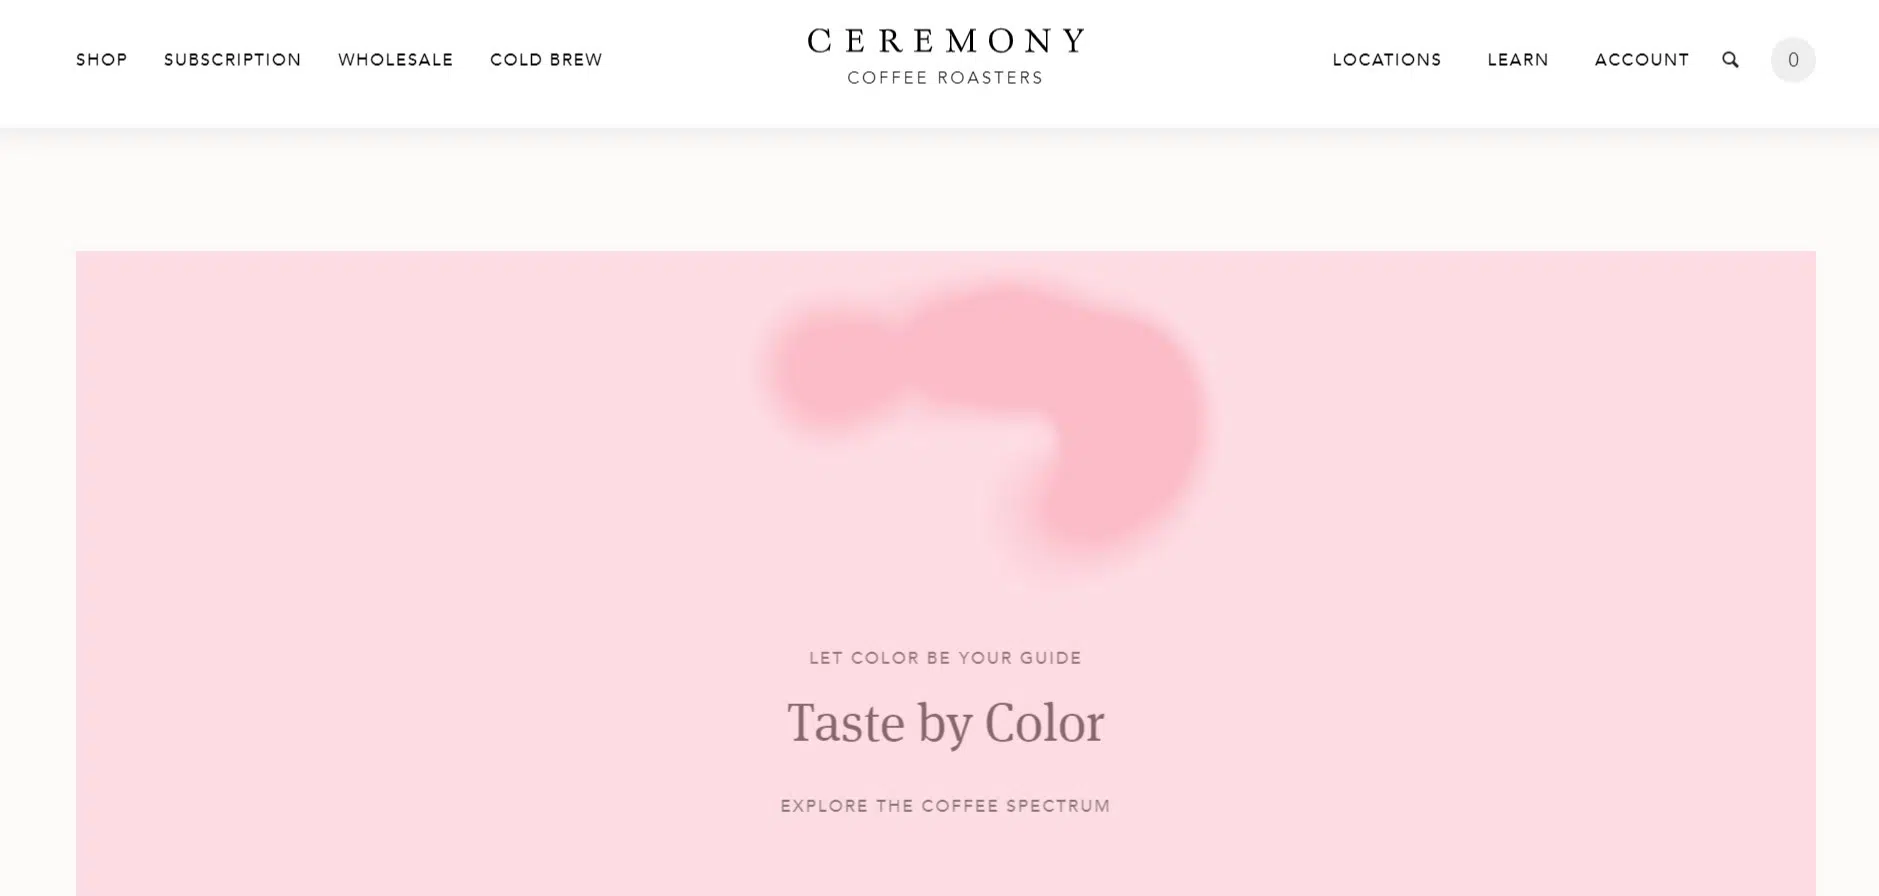 SHOP SUBSCRIPTION WHOLESALE COLD BREW
CEREMONY
COFFEE ROASTERS
LOCATIONS LEARN ACCOUNT 0
LET COLOR BE YOUR GUIDE
Taste by Color
EXPLORE THE COFFEE SPECTRUM